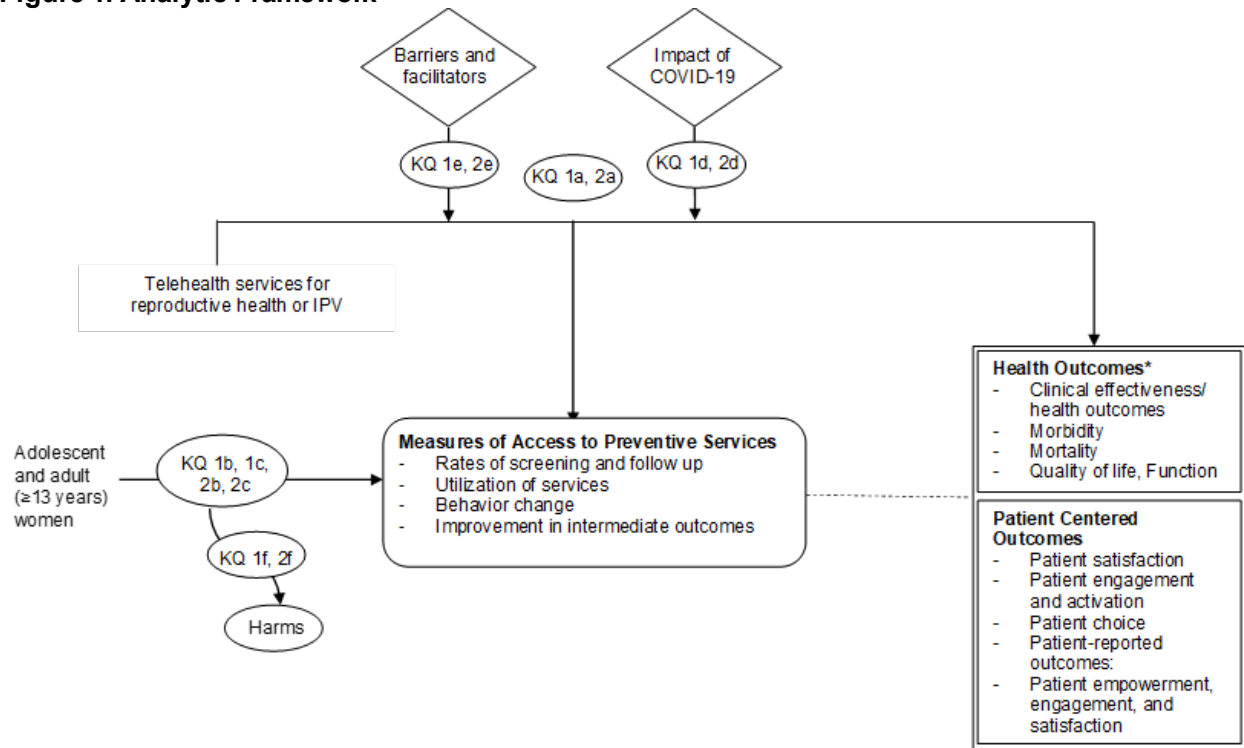 Figure 1. Analytic Framework
Barriers and
facilitators
Impact of
COVID-19
KQ 1e, 2e
KQ 1a, 2a
KQ 1d, 2d
Telehealth services for
reproductive health or IPV
Adolescent
and adult
(≥13 years)
women
KQ 1b, 1c,
2b, 2c
KQ 1f, 2f
Harms
Measures of Access to Preventive Services
- Rates of screening and follow up
- Utilization of services
- Behavior change
- Improvement in intermediate outcomes
Health Outcomes*
- Clinical effectiveness/
health outcomes
- Morbidity
- Mortality
- Quality of life, Function
Patient Centered
Outcomes
- Patient satisfaction
- Patient engagement
and activation
- Patient choice
- Patient-reported
outcomes:
- Patient empowerment,
engagement, and
satisfaction